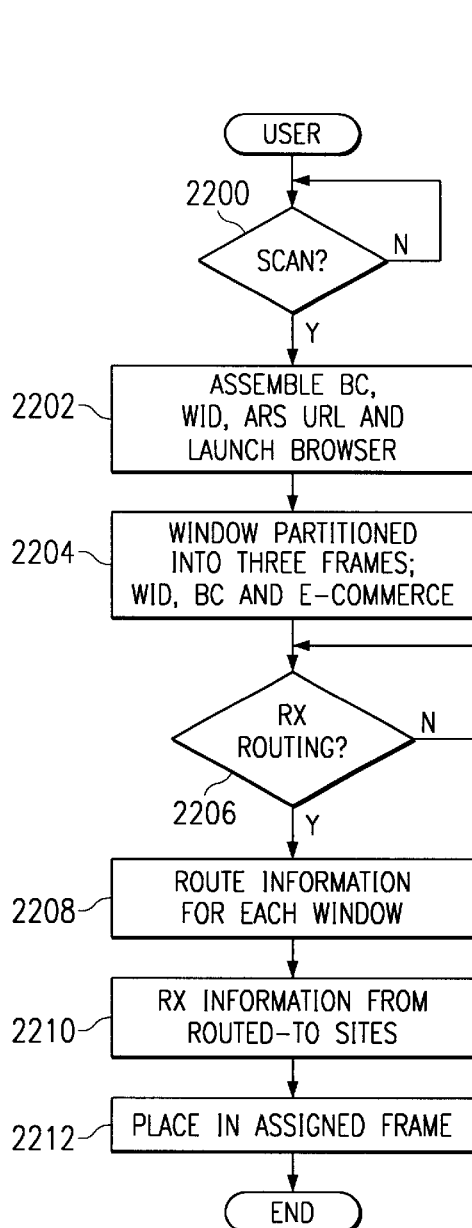 USER
2200
SCAN?
N
Y
2202
ASSEMBLE BC,
WID, ARS URL AND
LAUNCH BROWSER
2204
WINDOW PARTITIONED
INTO THREE FRAMES;
WID, BC AND E-COMMERCE
RX
ROUTING?
N
2206
Y
2208
ROUTE INFORMATION
FOR EACH WINDOW
2210
RX INFORMATION FROM
ROUTED-TO SITES
2212
PLACE IN ASSIGNED FRAME
END